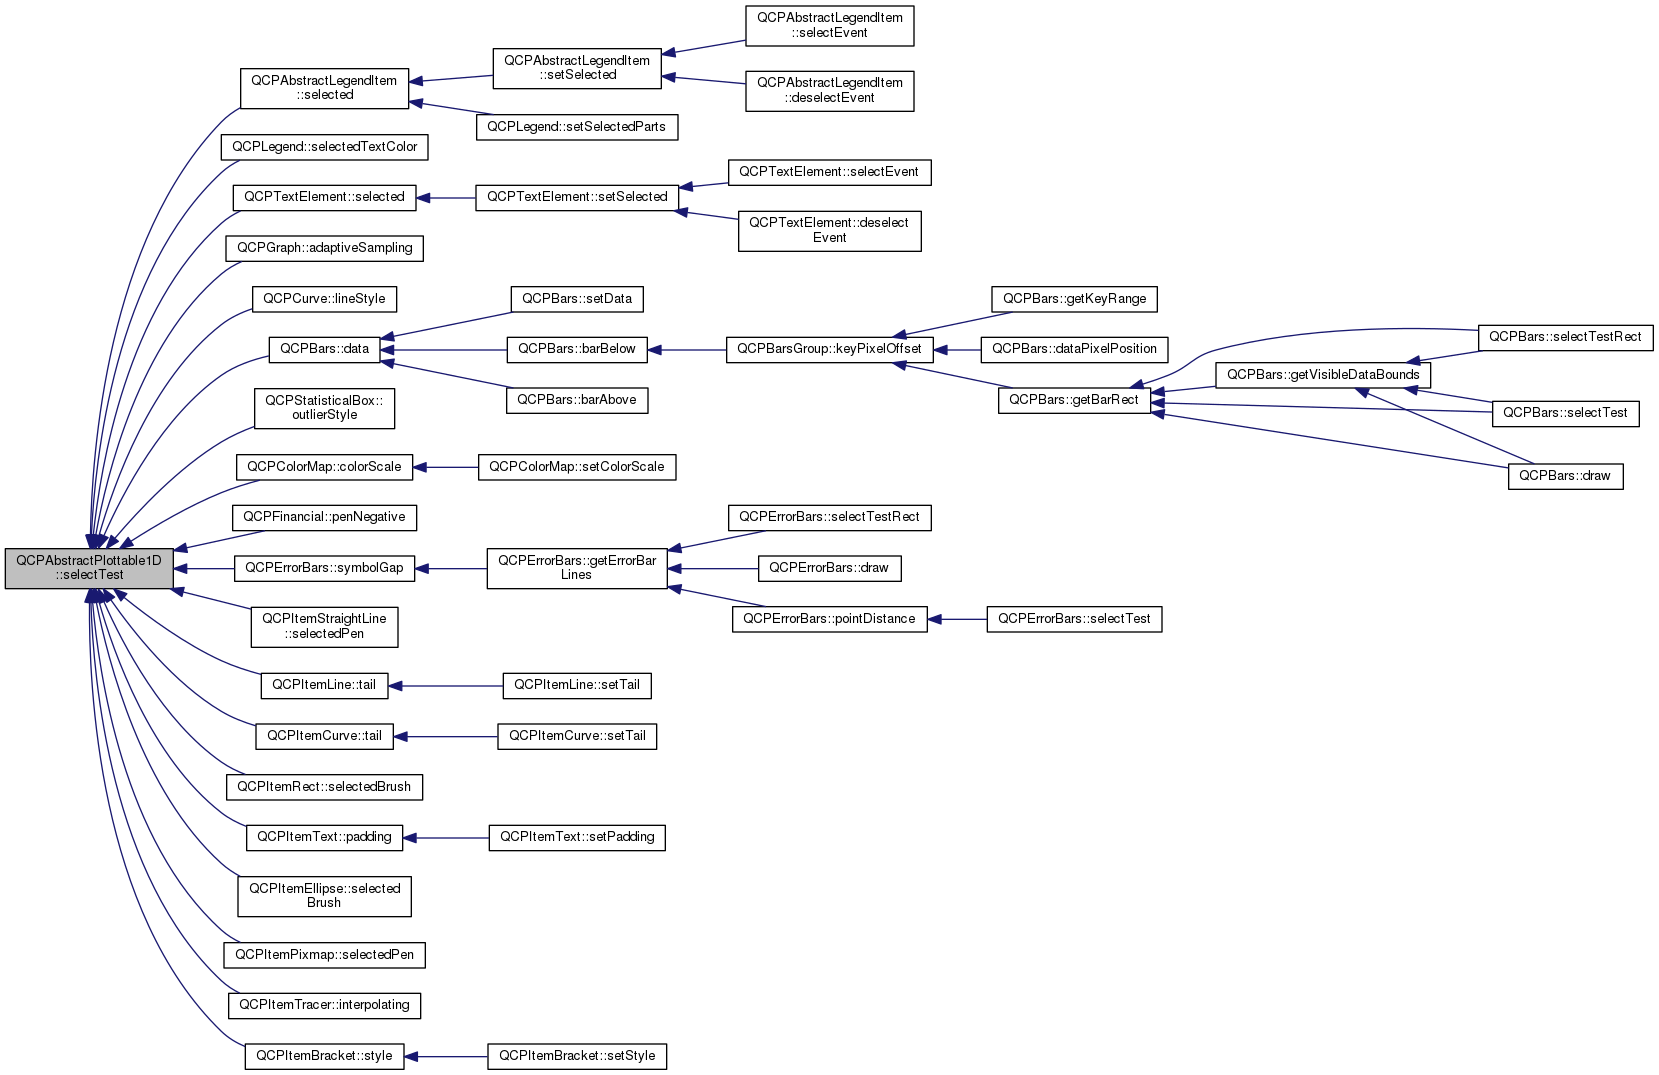 QCPAbstractPlottable1D
::selectTest
QCPAbstractLegendItem
::selected
QCPAbstractLegendItem
::setSelected
QCPAbstractLegendItem
::selectEvent
QCPAbstractLegendItem
::deselectEvent
QCPLegend::setSelectedParts
QCPLegend::selectedTextColor
QCPTextElement::selected
QCPTextElement::setSelected
QCPTextElement::selectEvent
QCPTextElement::deselect
Event
QCPGraph::adaptiveSampling
QCPCurve::lineStyle
QCPBars::data
QCPBars::setData
QCPBars::barBelow
QCPBars::barAbove
QCPBarsGroup::keyPixelOffset
QCPBars::getKeyRange
QCPBars::dataPixelPosition
QCPBars::getBarRect
QCPBars::getVisibleDataBounds
QCPBars::selectTestRect
QCPBars::selectTest
QCPBars::draw
QCPStatisticalBox::
outlierStyle
QCPColorMap::colorScale
QCPColorMap::setColorScale
QCPFinancial::penNegative
QCPErrorBars::symbolGap
QCPErrorBars::getErrorBar
Lines
QCPErrorBars::selectTestRect
QCPErrorBars::draw
QCPErrorBars::pointDistance
QCPErrorBars::selectTest
QCPItemStraightLine
::selectedPen
QCPItemLine::tail
QCPItemLine::setTail
QCPItemCurve::tail
QCPItemCurve::setTail
QCPItemRect::selectedBrush
QCPItemText::padding
QCPItemText::setPadding
QCPItemEllipse::selected
Brush
QCPItemPixmap::selectedPen
QCPItemTracer::interpolating
QCPItemBracket::style
QCPItemBracket::setStyle